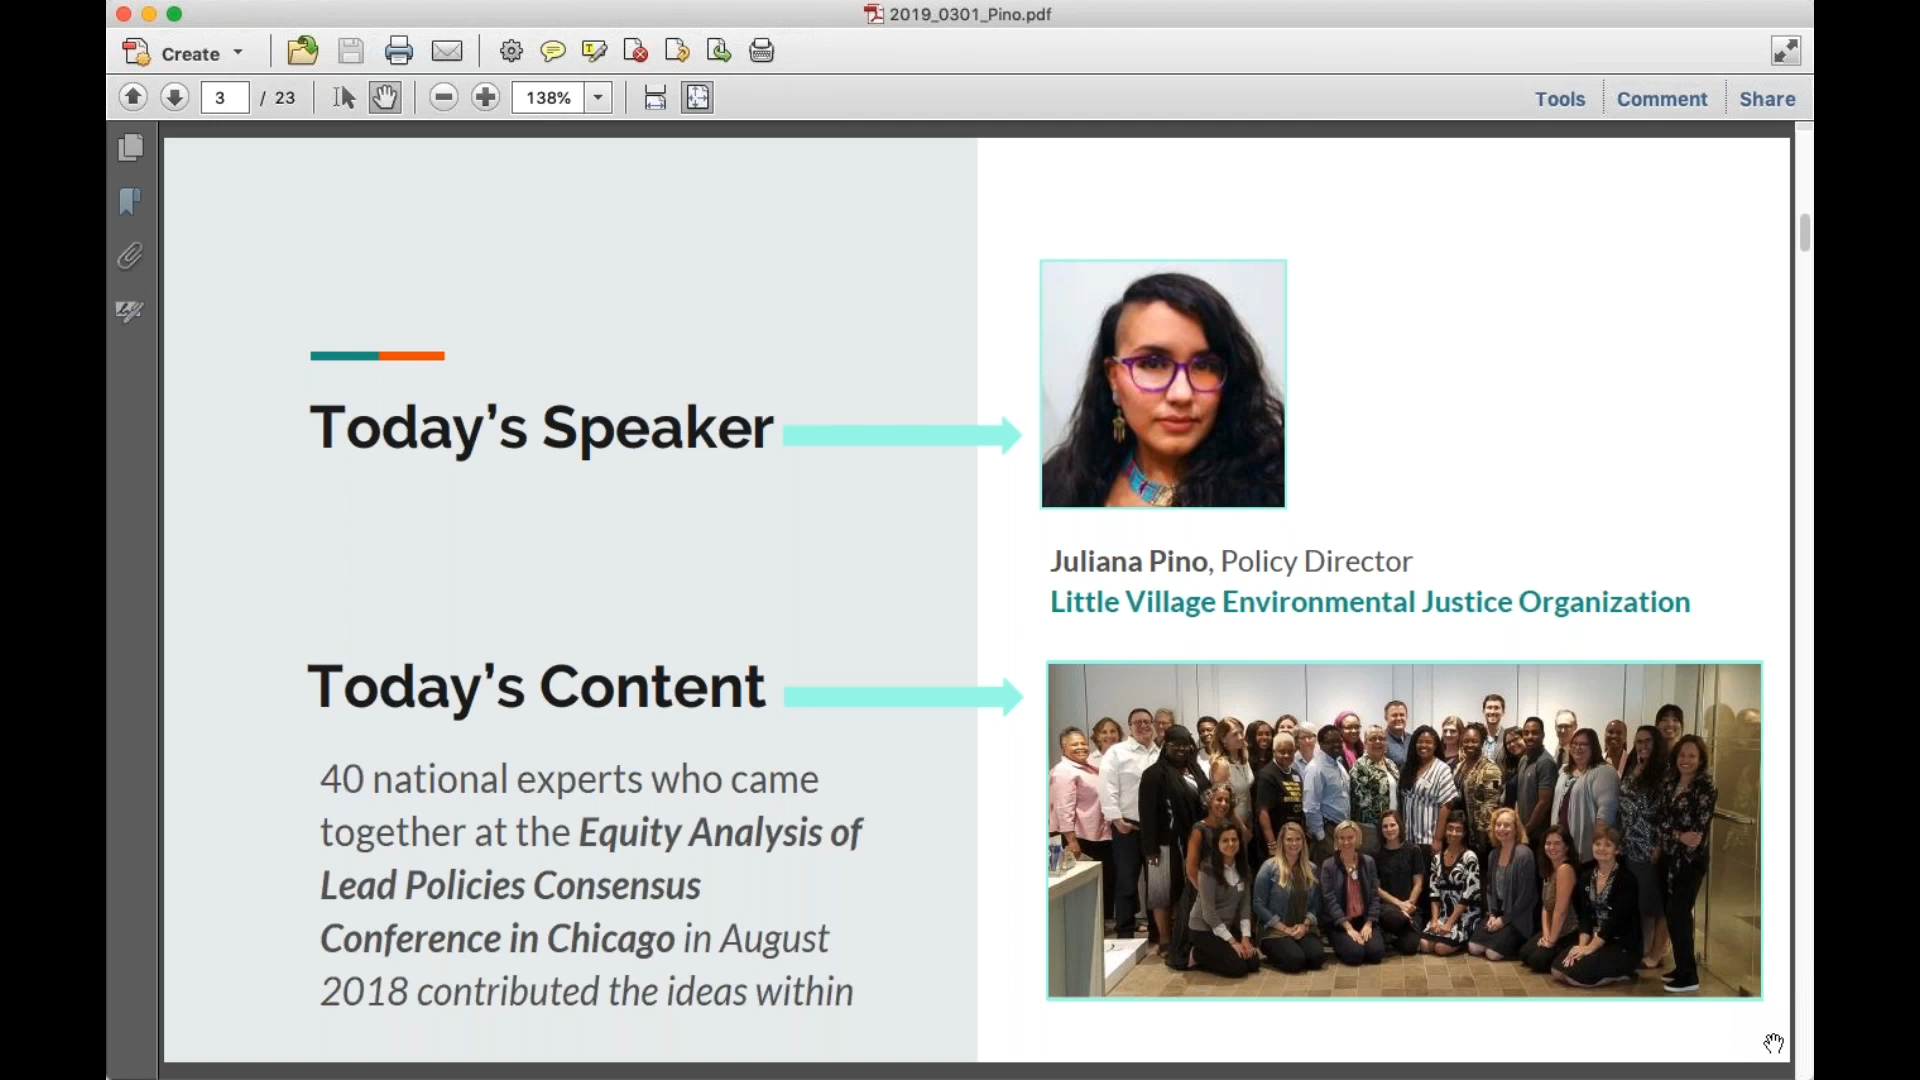 2019_0301_Pino.pdf
Create
3 / 23
138%
Tools
Comment
Share
Today's Speaker
Juliana Pino, Policy Director
Little Village Environmental Justice Organization
Today's Content
40 national experts who came
together at the Equity Analysis of
Lead Policies Consensus
Conference in Chicago in August
2018 contributed the ideas within